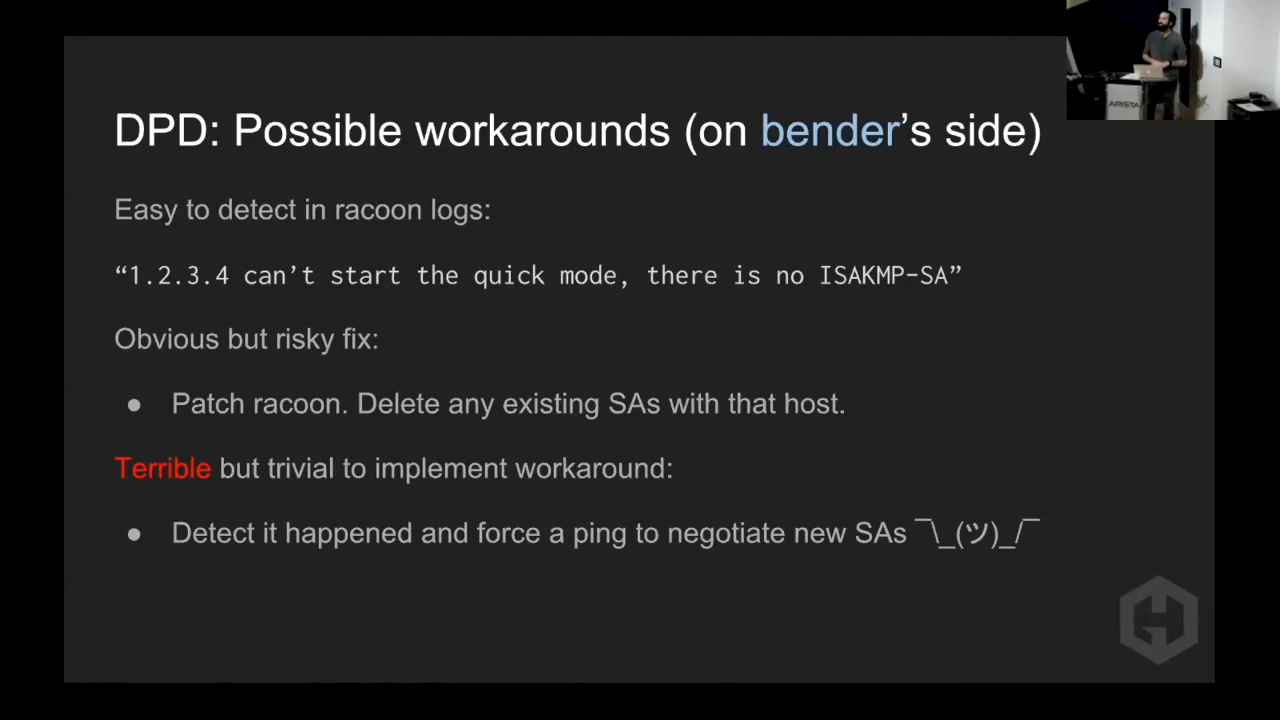 DPD: Possible workarounds (on bender's side)
Easy to detect in racoon logs:
“1.2.3.4 can’t start the quick mode, there is no ISAKMP-SA”
Obvious but risky fix:
● Patch racoon. Delete any existing SAs with that host.
Terrible but trivial to implement workaround:
● Detect it happened and force a ping to negotiate new SAs ¯\_(ツ)_/¯
ARISTA